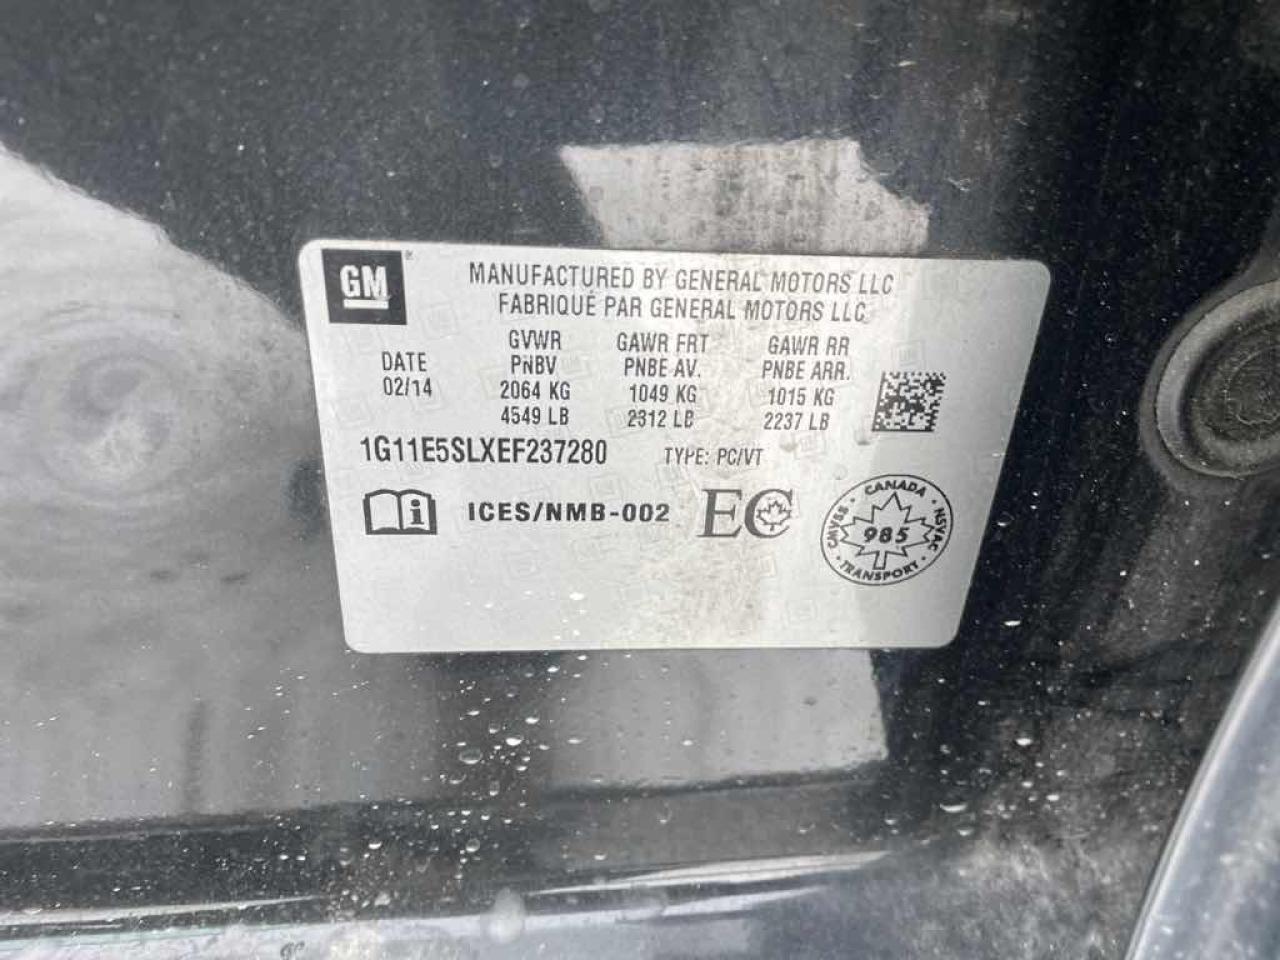 GM
MANUFACTURED BY GENERAL MOTORS LLC
FABRIQUÉ PAR GENERAL MOTORS LLC
DATE
02/14
GVWR
PNBV
2064 KG
4549 LB
GAWR FRT
PNBE AV.
1049 KG
2312 LB
GAWR RR
PNBE ARR.
1015 KG
2237 LB
1G11E5SLXEF237280 TYPE: PC/VT
ICES/NMB-002 EC
CANADA
CMVSS 985 NSVAC
TRANSPORT